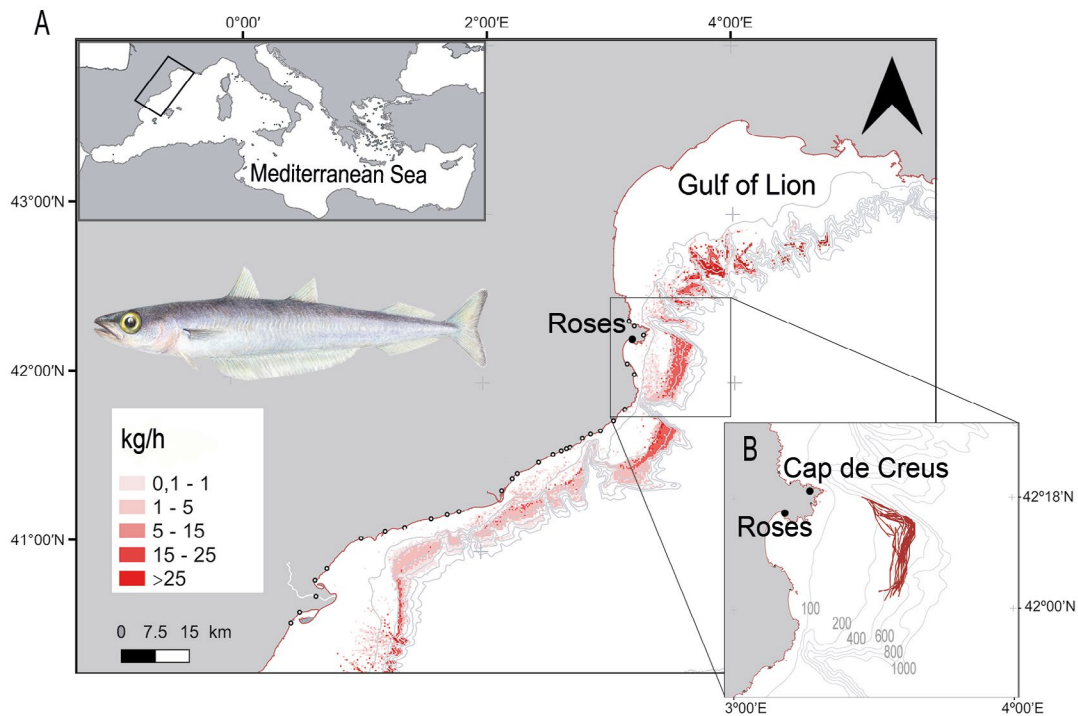 A
0°00'
2°00'E
4°00'E
Mediterranean Sea
43°00'N
42°00'N
41°00'N
Gulf of Lion
Roses
kg/h
0,1 - 1
1 - 5
5 - 15
15 - 25
>25
0 7.5 15 km
B
Cap de Creus
Roses
42°18'N
42°00'N
100
200
400
600
800
1000
3°00'E
4°00'E